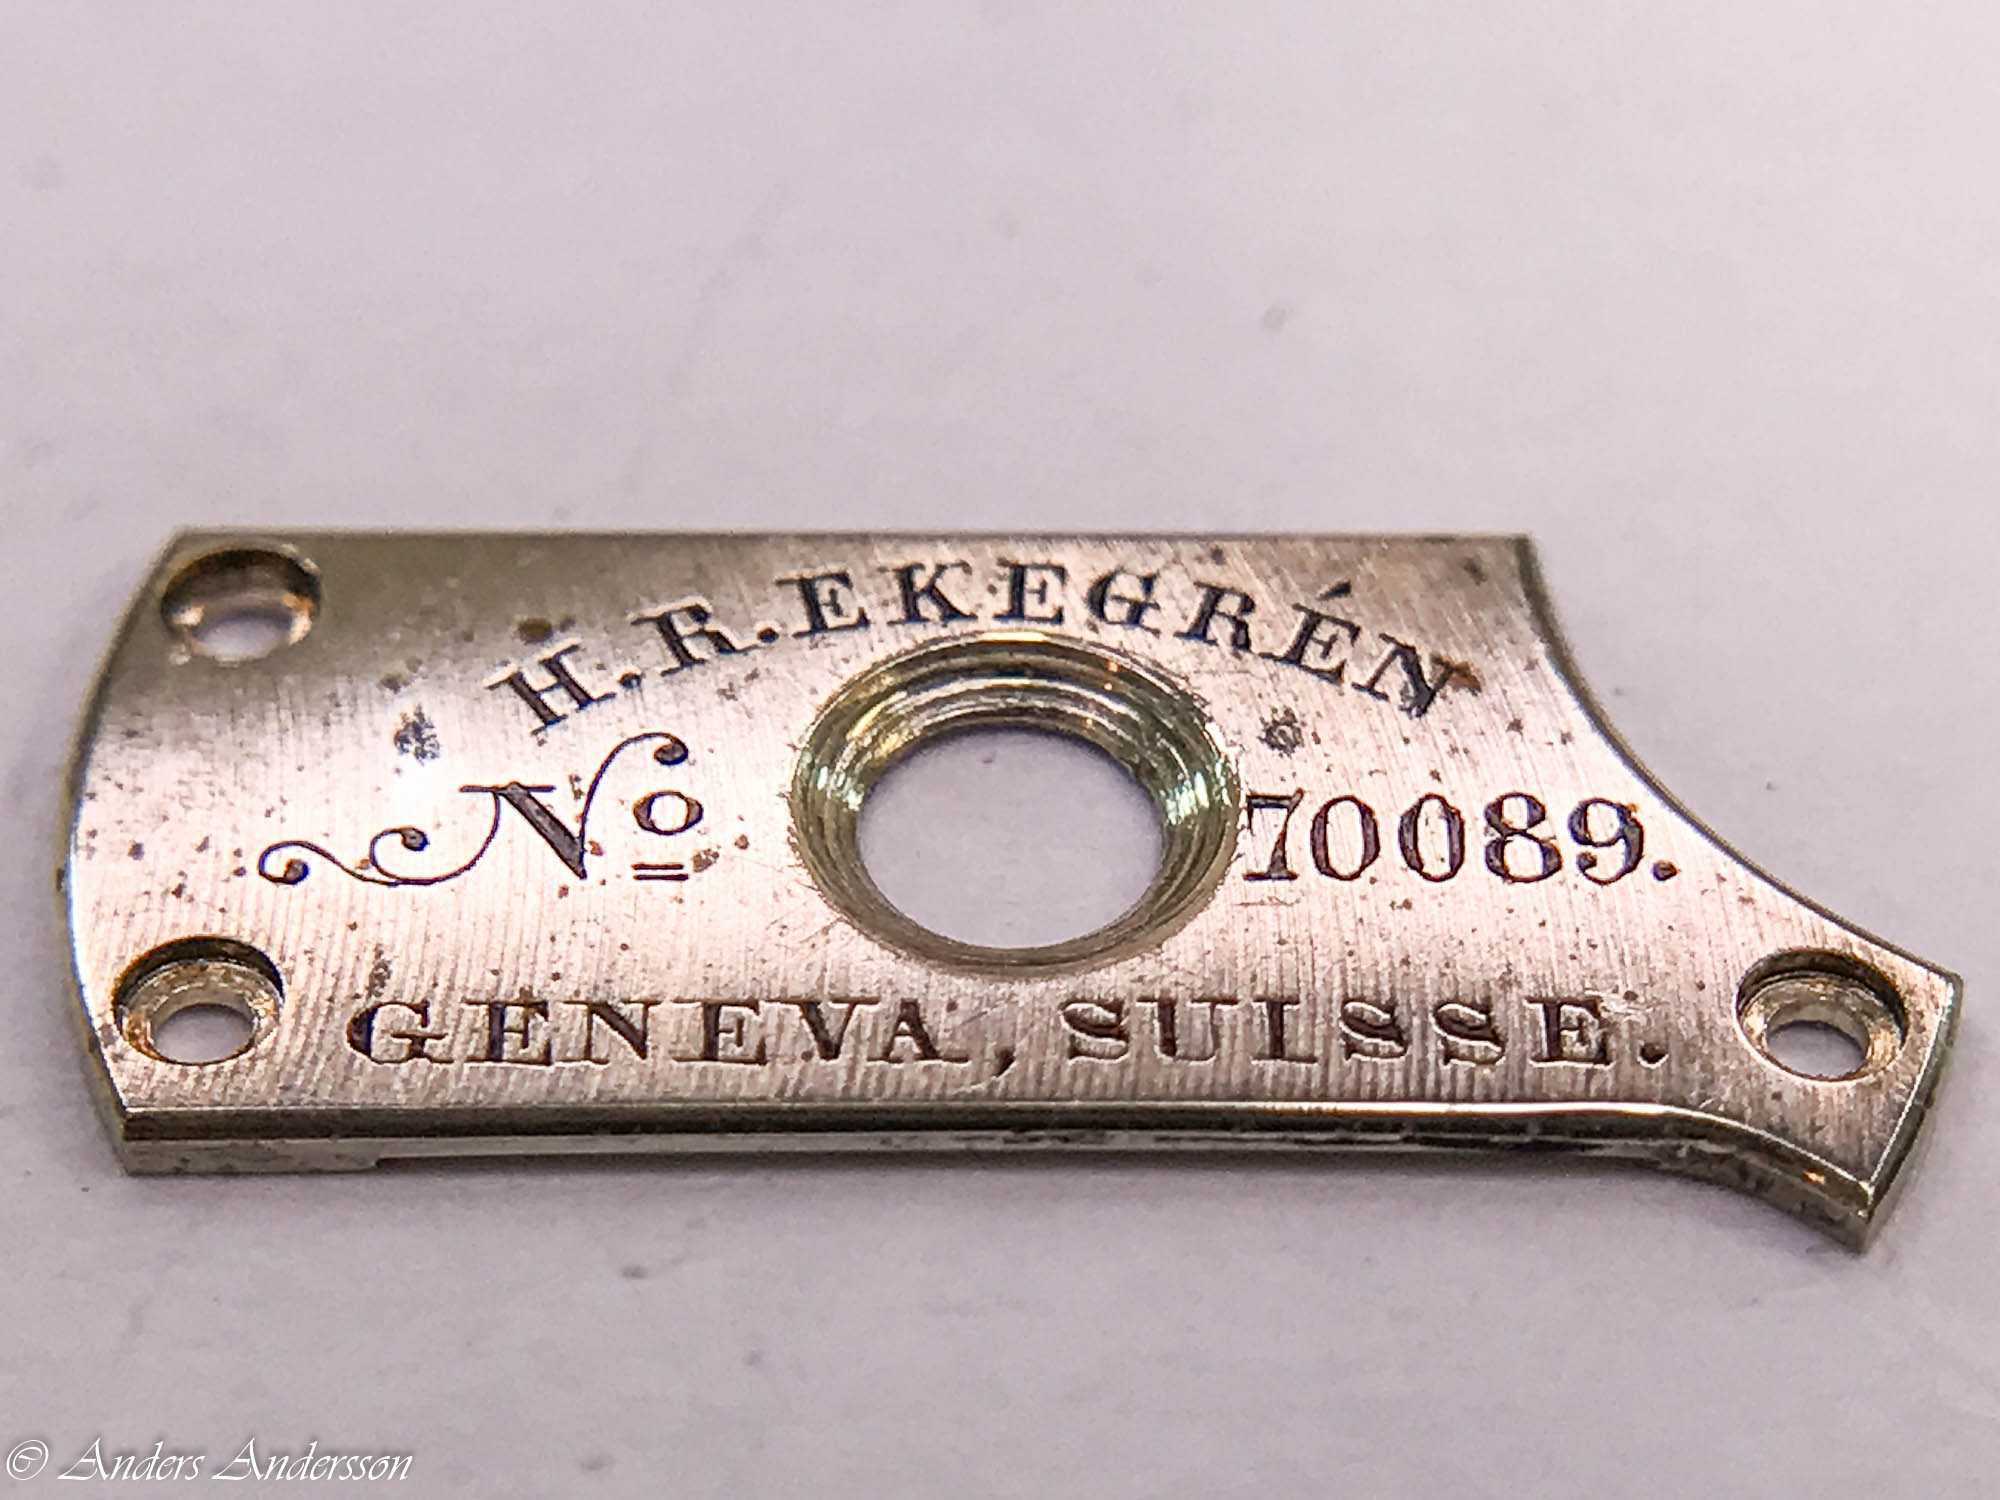 H.R.EKEGRÉN
No 70089.
GENEVA, SUISSE.
© Anders Andersson